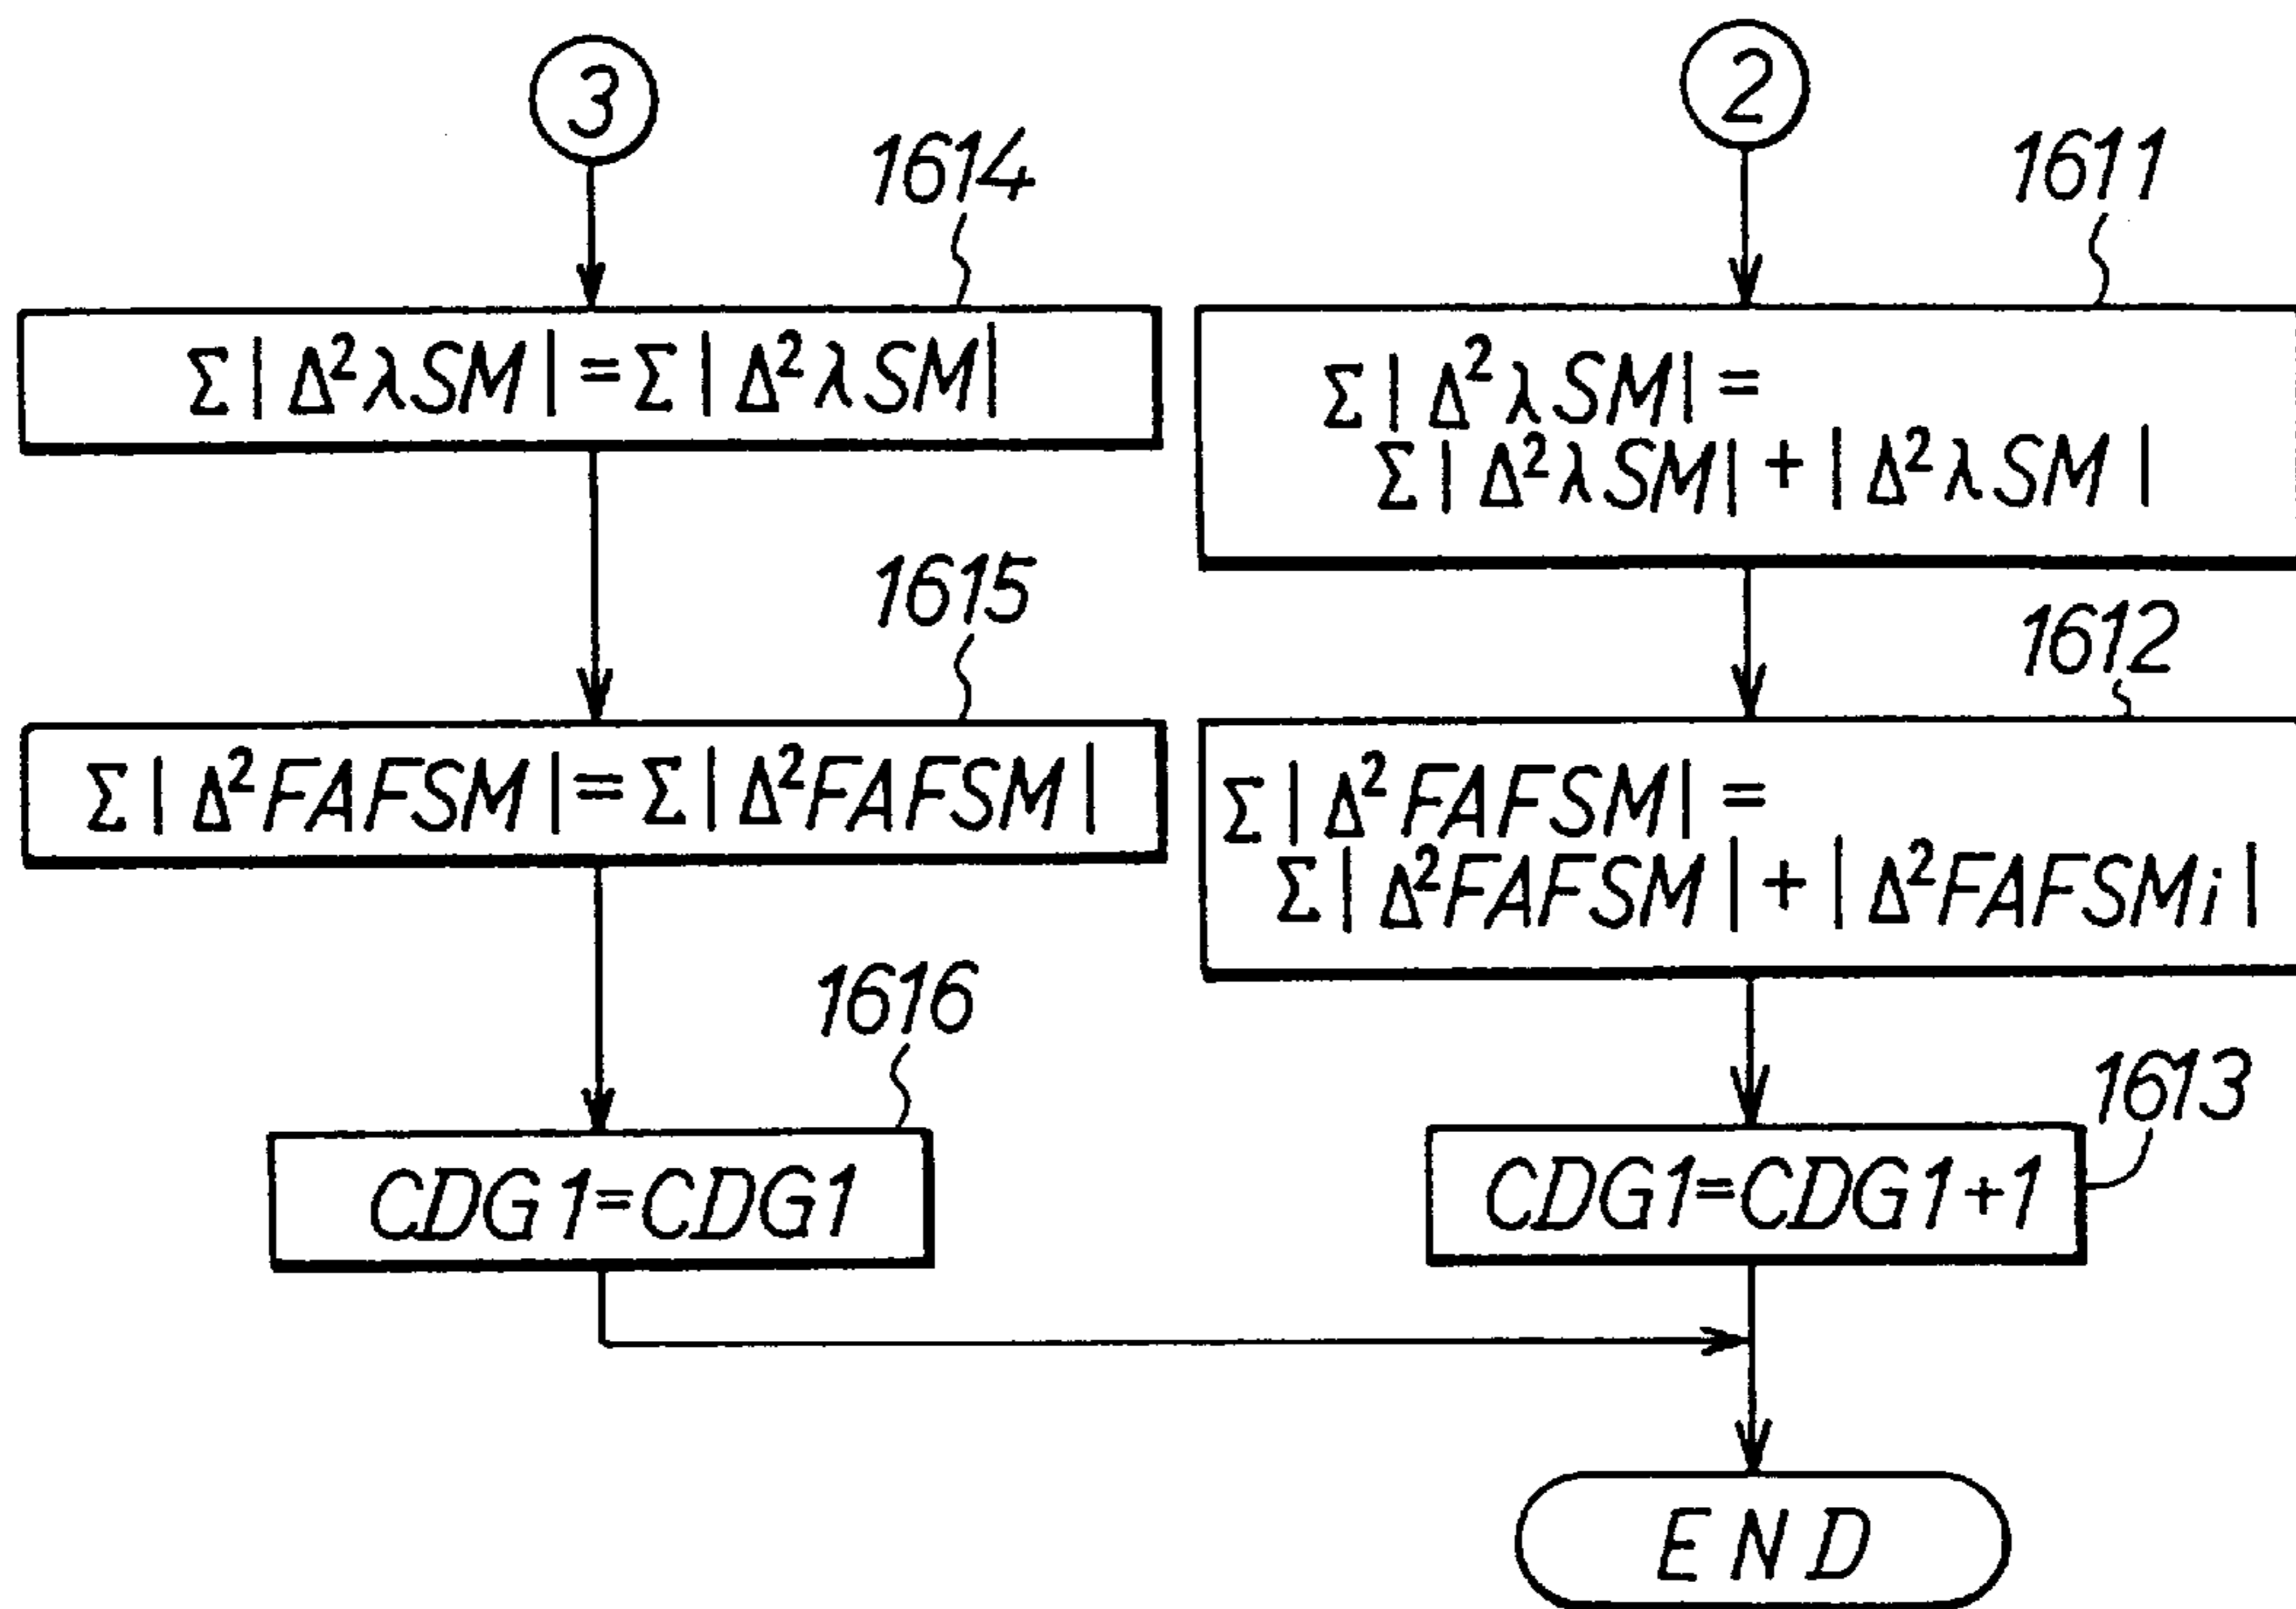 3
1614
Σ|Δ²λSM|=Σ|Δ²λSM|
1615
Σ|Δ²FAFSM|=Σ|Δ²FAFSM|
1616
CDG1=CDG1
2
1611
Σ|Δ²λSM|=
Σ|Δ²λSM|+|Δ²λSM|
1612
Σ|Δ²FAFSM|=
Σ|Δ²FAFSM|+|Δ²FAFSMi|
1613
CDG1=CDG1+1
END